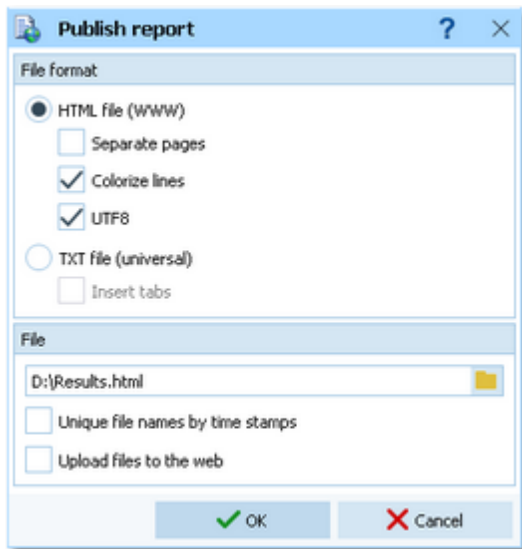 Publish report ?
File format
HTML file (WWW)
Separate pages
Colorize lines
UTF8
TXT file (universal)
Insert tabs
File
D:\Results.html
Unique file names by time stamps
Upload files to the web
OK Cancel